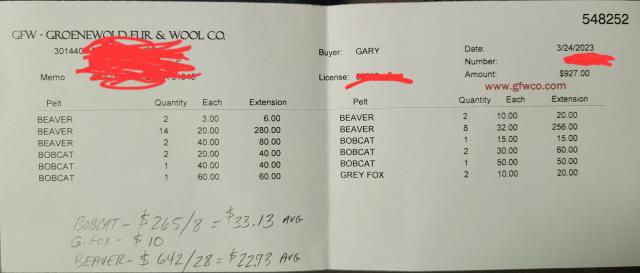 548252
GFW - GROENEWOLD FUR & WOOL CO.
Buyer: GARY
Date: 3/24/2023
Number:
Memo
License:
Amount: $927.00
www.gfwco.com
Pelt Quantity Each Extension
BEAVER 2 3.00 6.00
BEAVER 14 20.00 280.00
BEAVER 2 40.00 80.00
BOBCAT 2 20.00 40.00
BOBCAT 1 40.00 40.00
BOBCAT 1 60.00 60.00
Pelt Quantity Each Extension
BEAVER 2 10.00 20.00
BEAVER 8 32.00 256.00
BOBCAT 1 15.00 15.00
BOBCAT 2 30.00 60.00
BOBCAT 1 50.00 50.00
GREY FOX 2 10.00 20.00
BOBCAT - $265/8 = $33.13 AVG
G. FOX - $10
BEAVER - $642/28 = $22.93 AVG